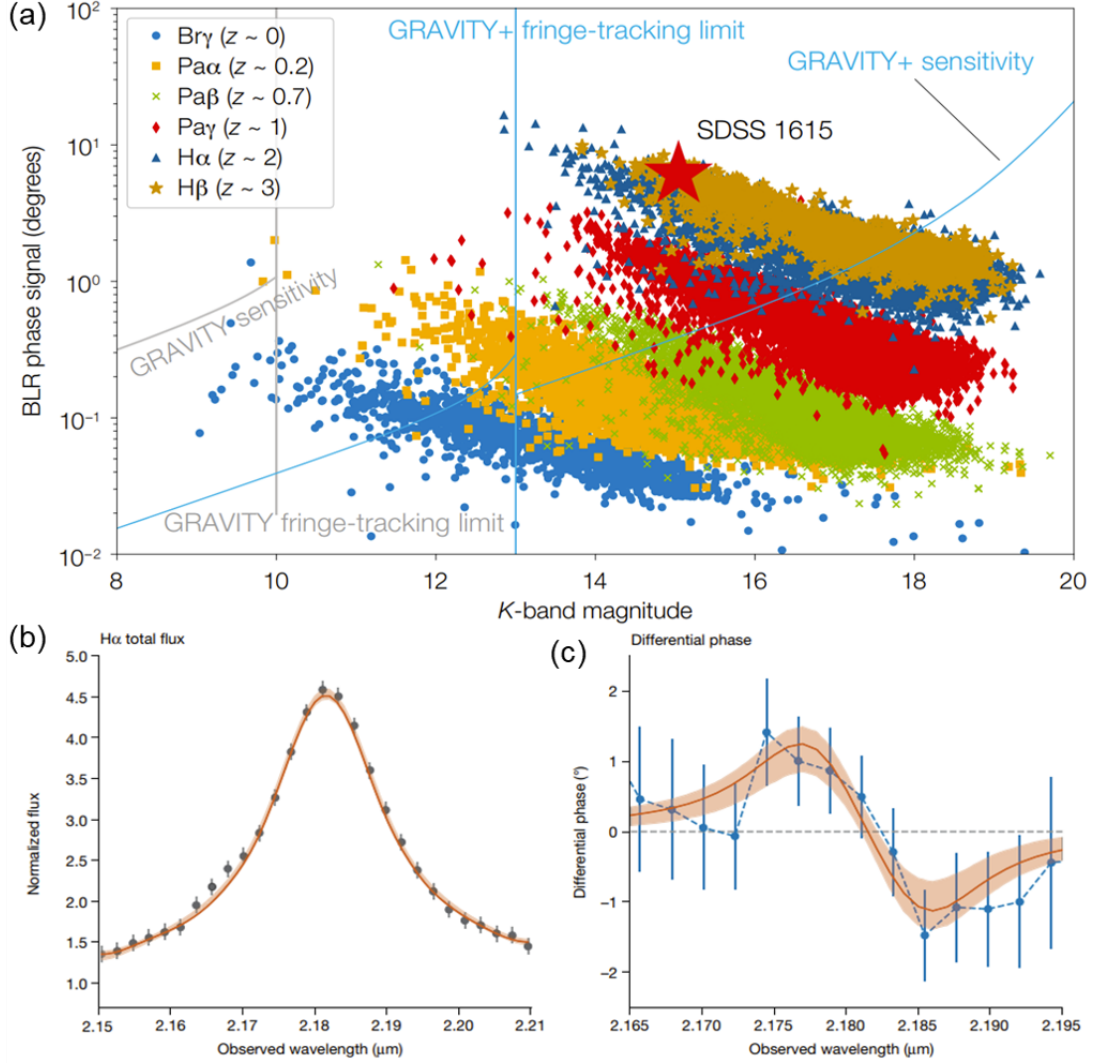 (a)
10²
10¹
10⁰
10⁻¹
10⁻²
BLR phase signal (degrees)
Brγ (z ~ 0)
Paα (z ~ 0.2)
Paβ (z ~ 0.7)
Paγ (z ~ 1)
Hα (z ~ 2)
Hβ (z ~ 3)
GRAVITY+ fringe-tracking limit
GRAVITY+ sensitivity
SDSS 1615
GRAVITY sensitivity
GRAVITY fringe-tracking limit
8 10 12 14 16 18 20
K-band magnitude
(b)
Hα total flux
5.0
4.5
4.0
3.5
3.0
2.5
2.0
1.5
1.0
Normalized flux
2.15 2.16 2.17 2.18 2.19 2.20 2.21
Observed wavelength (μm)
(c)
Differential phase
2
1
0
−1
−2
Differential phase (°)
2.165 2.170 2.175 2.180 2.185 2.190 2.195
Observed wavelength (μm)